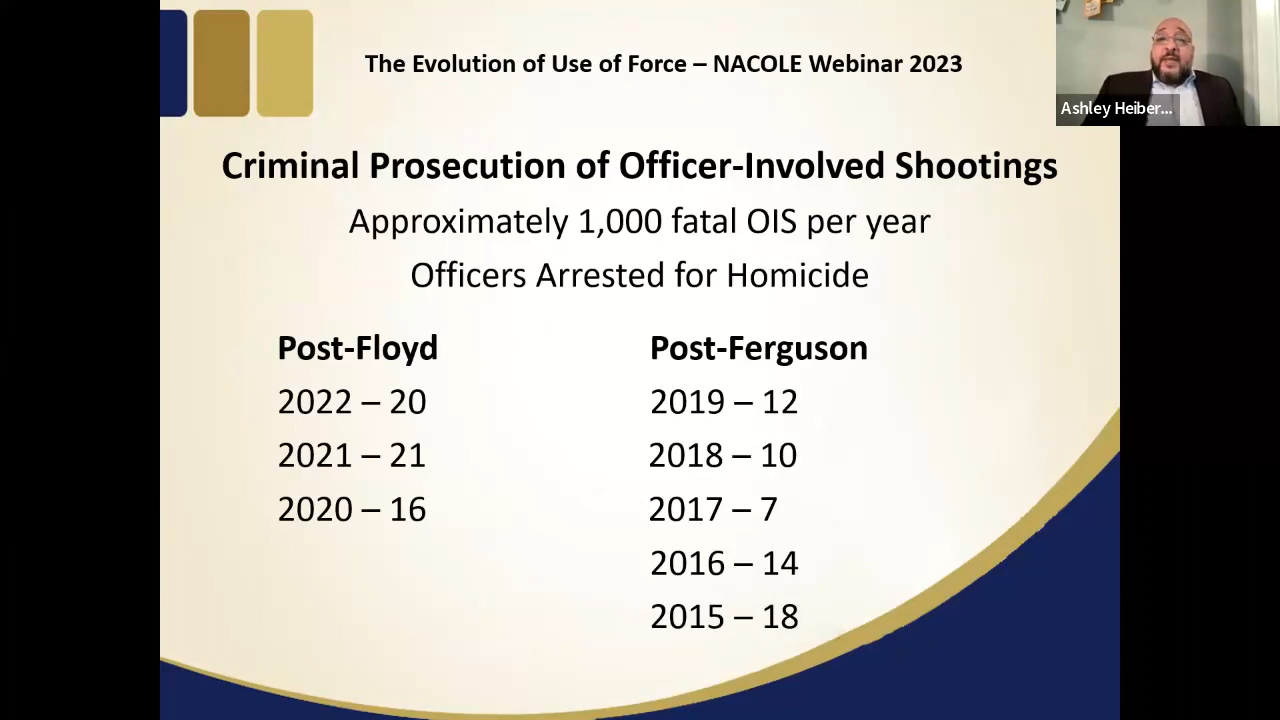 The Evolution of Use of Force – NACOLE Webinar 2023
Ashley Heiber...
Criminal Prosecution of Officer-Involved Shootings
Approximately 1,000 fatal OIS per year
Officers Arrested for Homicide
Post-Floyd
2022 – 20
2021 – 21
2020 – 16
Post-Ferguson
2019 – 12
2018 – 10
2017 – 7
2016 – 14
2015 – 18